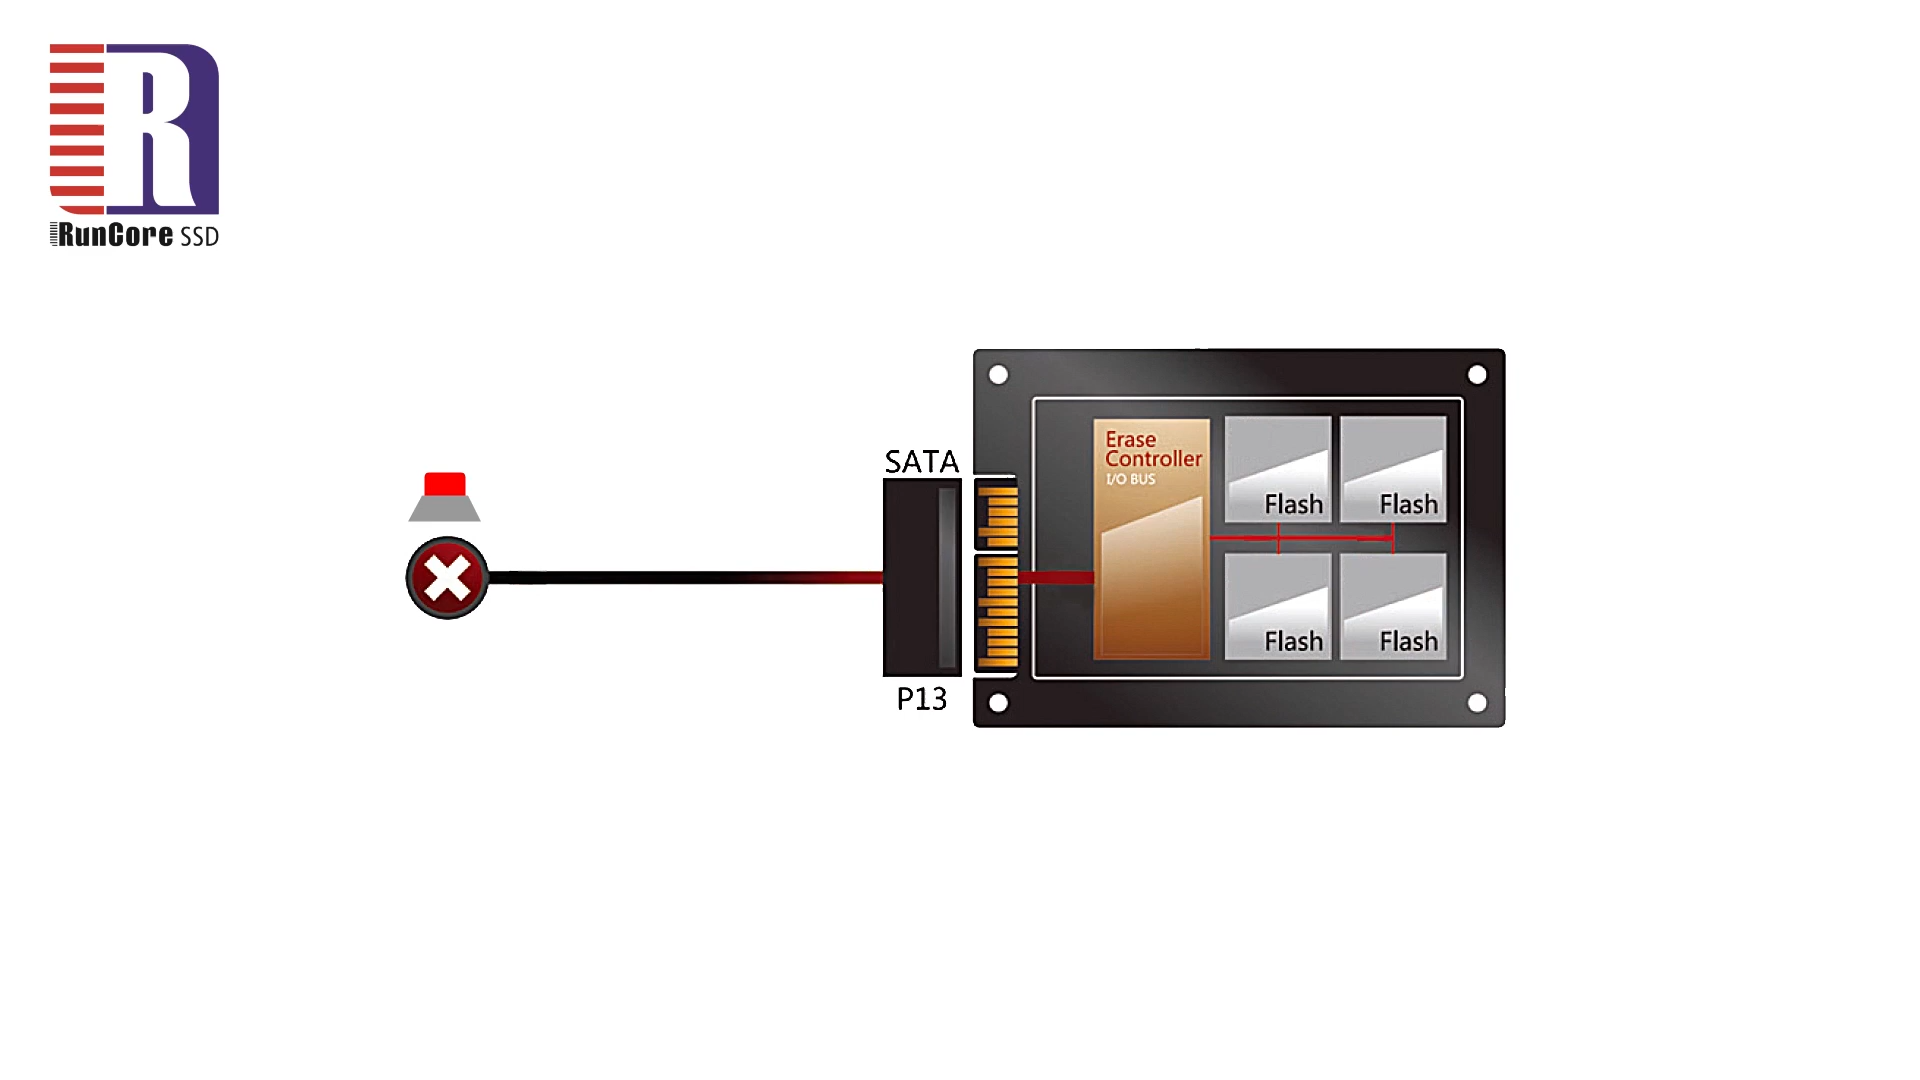 R
RunCore SSD
SATA
P13
Erase
Controller
I/O BUS
Flash
Flash
Flash
Flash